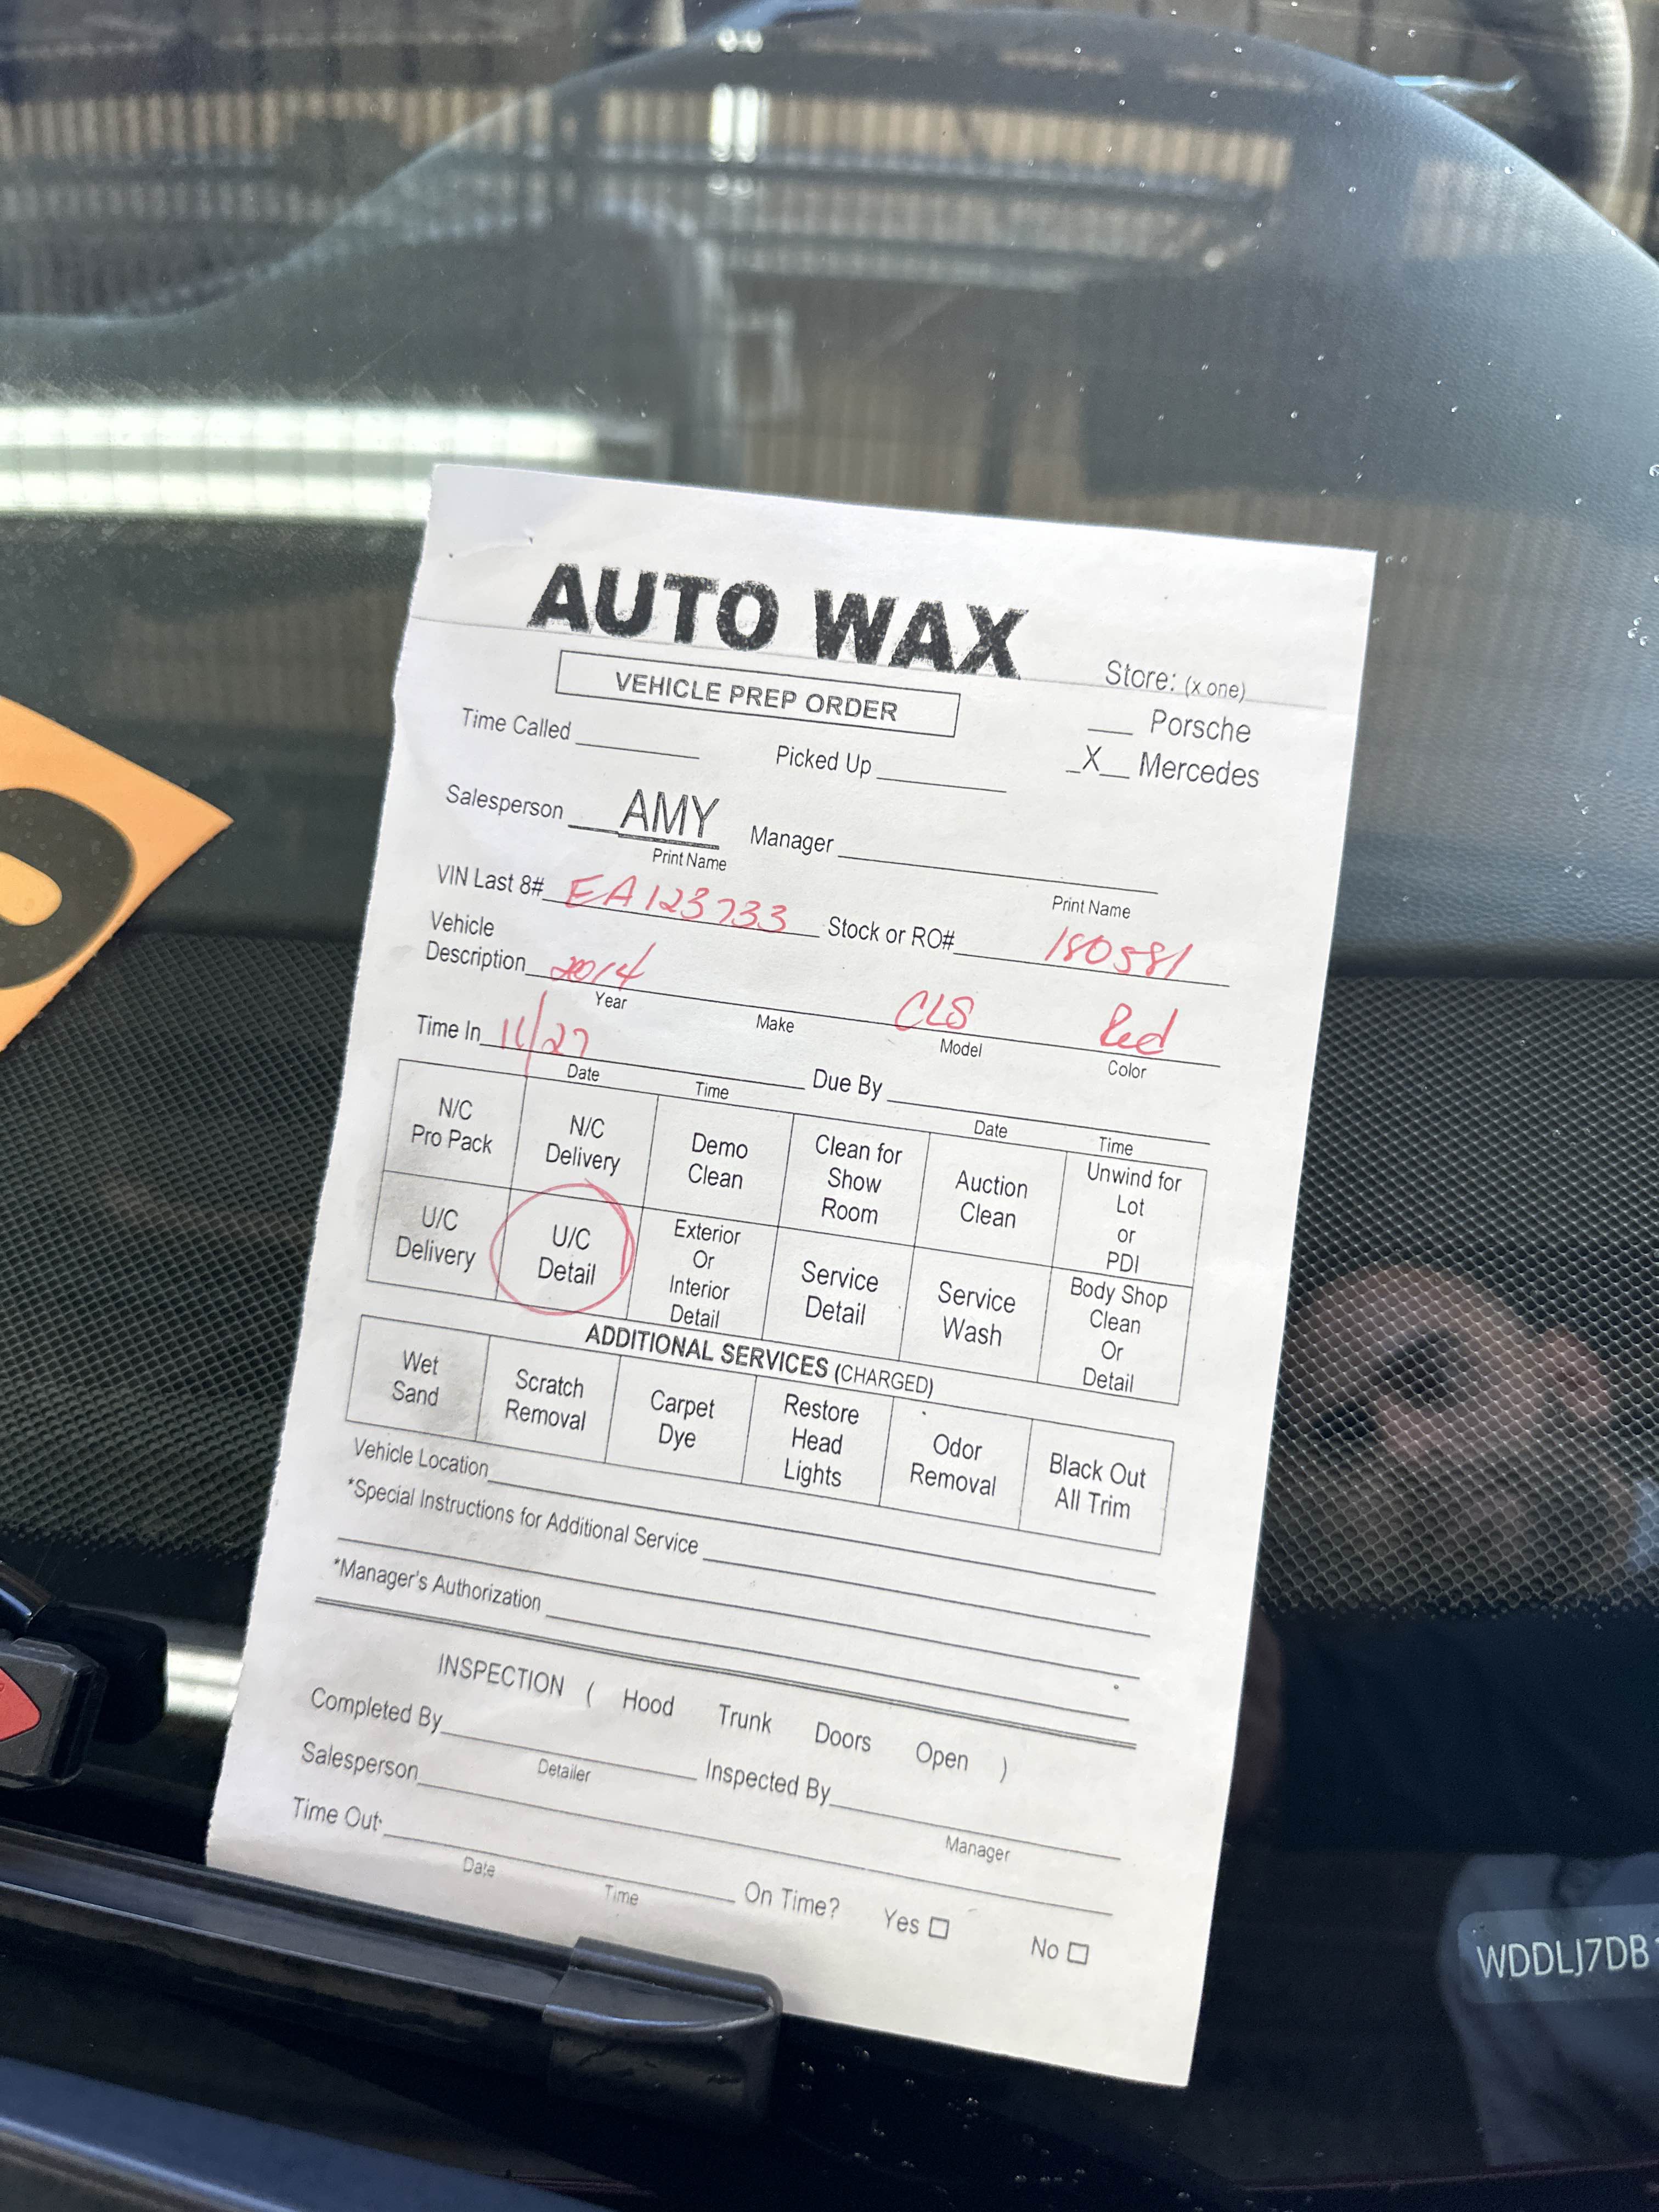 AUTO WAX
VEHICLE PREP ORDER
Store: (x one)
___ Porsche
_X__ Mercedes
Time Called
Picked Up
Salesperson AMY Manager
Print Name
Print Name
VIN Last 8# EA123733 Stock or RO# 180581
Vehicle
Description 2014 CLS Red
Year Make Model Color
Time In 11/27 Due By
Date Time Date Time
N/C Pro Pack
N/C Delivery
Demo Clean
Clean for Show Room
Auction Clean
Unwind for Lot or PDI
U/C Delivery
U/C Detail
Exterior Or Interior Detail
Service Detail
Service Wash
Body Shop Clean Or Detail
ADDITIONAL SERVICES (CHARGED)
Wet Sand
Scratch Removal
Carpet Dye
Restore Head Lights
Odor Removal
Black Out All Trim
Vehicle Location
*Special Instructions for Additional Service
*Manager's Authorization
INSPECTION ( Hood Trunk Doors Open )
Completed By Inspected By
Detailer Manager
Salesperson
Time Out
Date Time
On Time? Yes □ No □
WDDLJ7DB